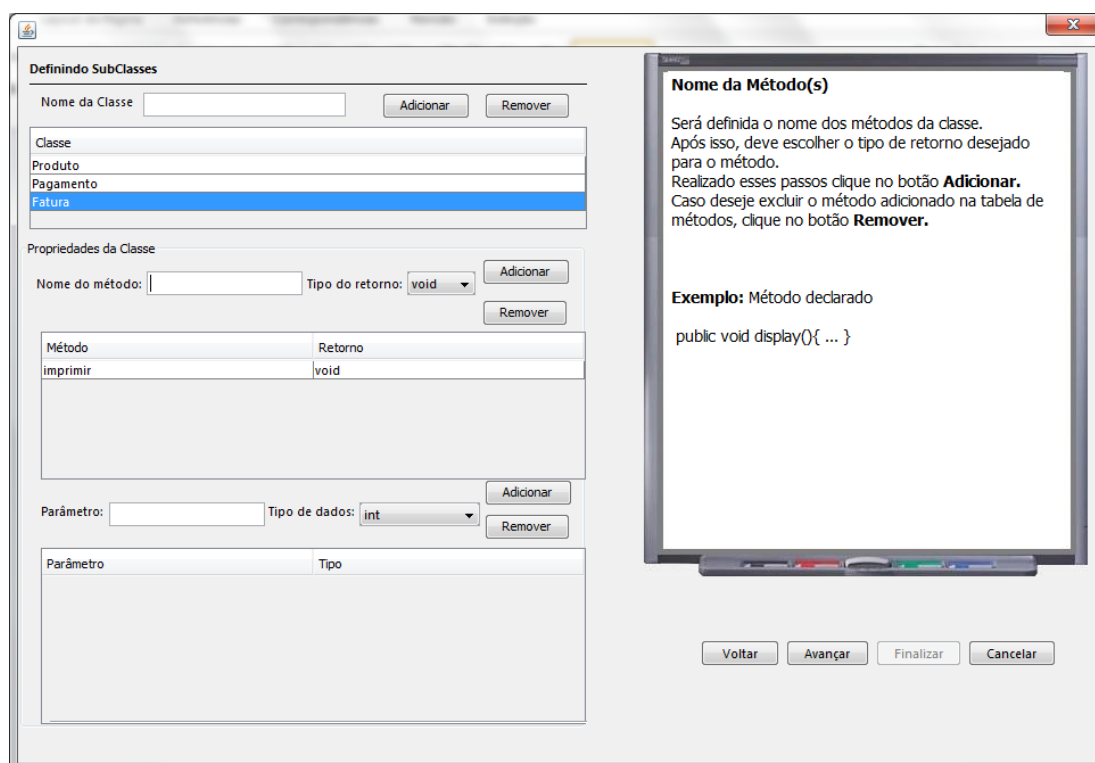 Definindo SubClasses
Nome da Classe
Adicionar
Remover
Classe
Produto
Pagamento
Fatura
Propriedades da Classe
Nome do método:
Tipo do retorno: void
Adicionar
Remover
Método Retorno
imprimir void
Parâmetro:
Tipo de dados: int
Adicionar
Remover
Parâmetro Tipo
Nome da Método(s)
Será definida o nome dos métodos da classe.
Após isso, deve escolher o tipo de retorno desejado
para o método.
Realizado esses passos clique no botão Adicionar.
Caso deseje excluir o método adicionado na tabela de
métodos, clique no botão Remover.
Exemplo: Método declarado
public void display(){ ... }
Voltar
Avançar
Finalizar
Cancelar